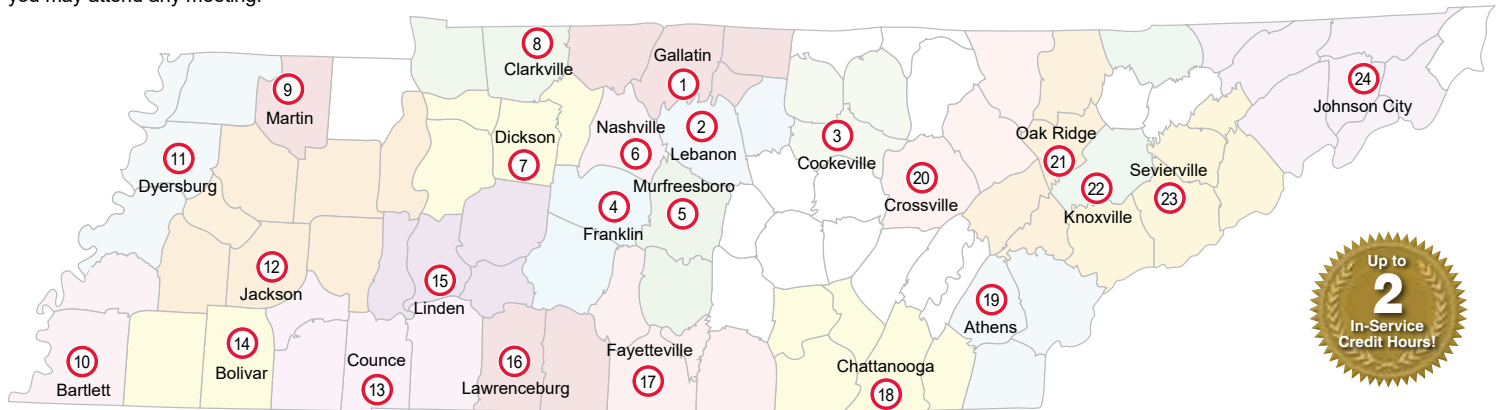 you may attend any meeting.
8
Clarkville
Gallatin
1
9
Martin
24
Johnson City
Nashville
6
2
Lebanon
Dickson
7
3
Cookeville
Oak Ridge
21
11
Dyersburg
Murfreesboro
5
4
Franklin
20
Crossville
22
Knoxville
Sevierville
23
12
Jackson
15
Linden
19
Athens
10
Bartlett
14
Bolivar
Counce
13
16
Lawrenceburg
Fayetteville
17
Chattanooga
18
Up to
2
In-Service
Credit Hours!